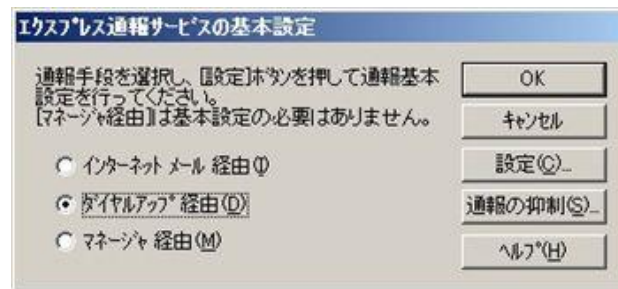 ｴｸｽﾌﾟﾚｽ通報ｻｰﾋﾞｽの基本設定
通報手段を選択し、[設定]ﾎﾞﾀﾝを押して通報基本
設定を行ってください。
[ﾏﾈｰｼﾞｬ経由]は基本設定の必要はありません。
ｲﾝﾀｰﾈｯﾄ ﾒｰﾙ 経由(I)
ﾀﾞｲﾔﾙｱｯﾌﾟ 経由(D)
ﾏﾈｰｼﾞｬ 経由(M)
OK
ｷｬﾝｾﾙ
設定(C)...
通報の抑制(S)...
ﾍﾙﾌﾟ(H)